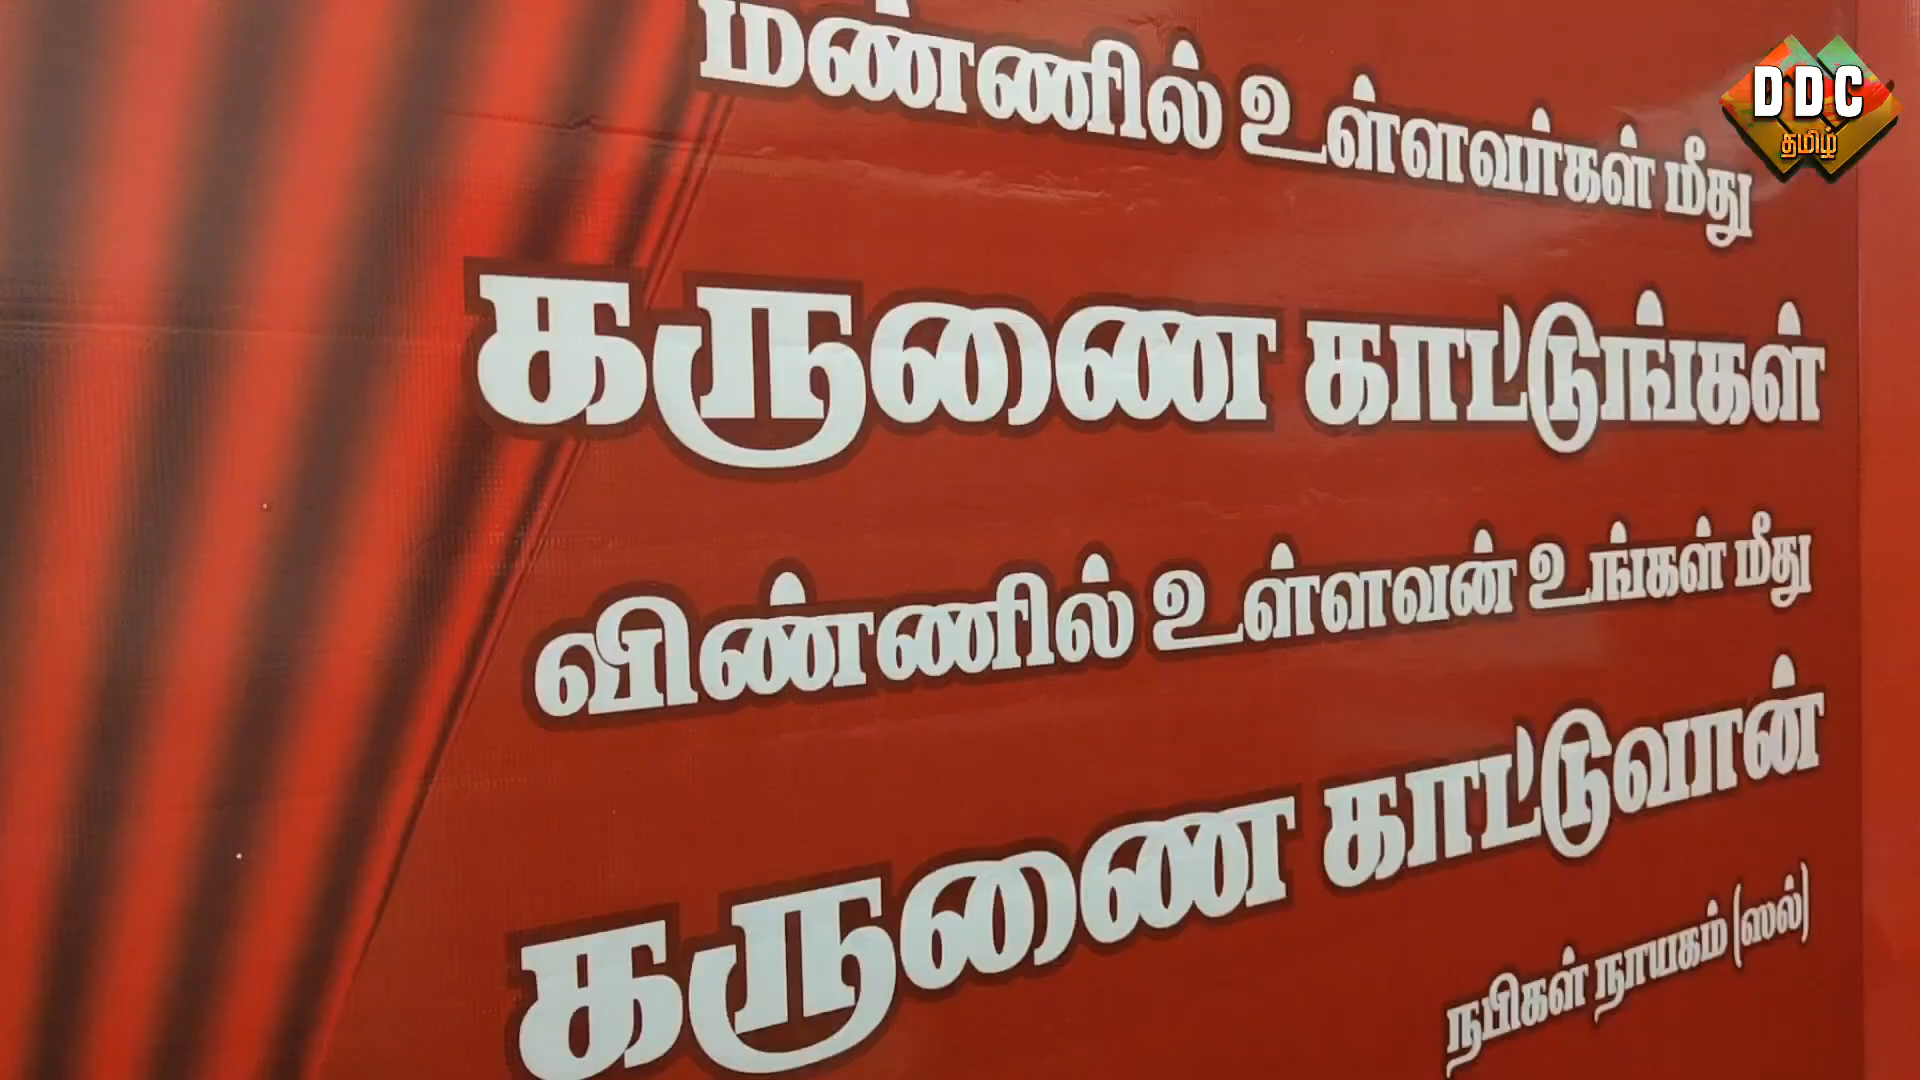 மண்ணில் உள்ளவர்கள் மீது
கருணை காட்டுங்கள்
விண்ணில் உள்ளவன் உங்கள் மீது
கருணை காட்டுவான்
நபிகள் நாயகம் (ஸல்)
DDC
தமிழ்